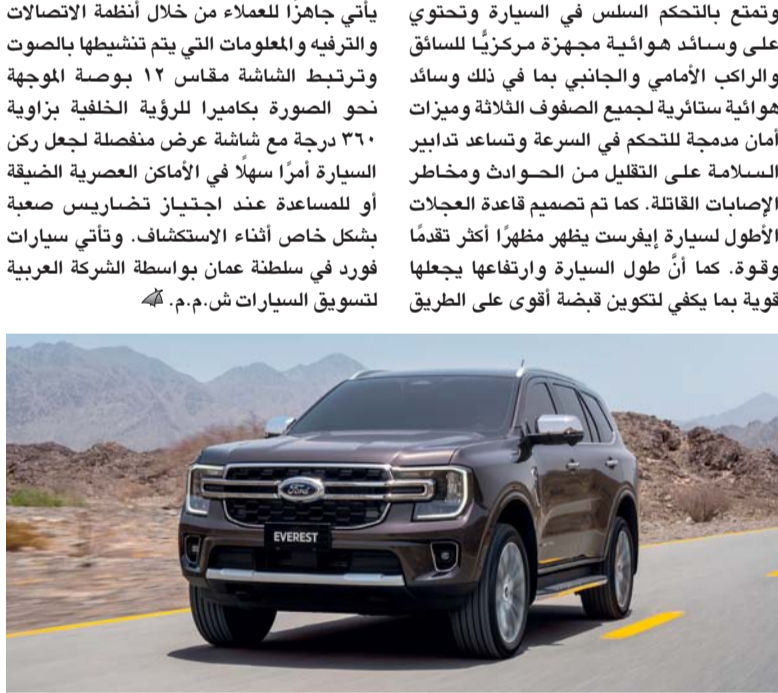 وتمتع بالتحكم السلس في السيارة وتحتوي
على وسائد هوائية مجهزة مركزيًّا للسائق
والراكب الأمامي والجانبي بما في ذلك وسائد
هوائية ستائرية لجميع الصفوف الثلاثة وميزات
أمان مدمجة للتحكم في السرعة وتساعد تدابير
السلامة على التقليل من الحوادث ومخاطر
الإصابات القاتلة. كما تم تصميم قاعدة العجلات
الأطول لسيارة إيفرست يظهر مظهرًا أكثر تقدمًا
وقوة. كما أنَّ طول السيارة وارتفاعها يجعلها
قوية بما يكفي لتكوين قبضة أقوى على الطريق
يأتي جاهزًا للعملاء من خلال أنظمة الاتصالات
والترفيه والمعلومات التي يتم تنشيطها بالصوت
وترتبط الشاشة مقاس ١٢ بوصة الموجهة
نحو الصورة بكاميرا للرؤية الخلفية بزاوية
٣٦٠ درجة مع شاشة عرض منفصلة لجعل ركن
السيارة أمرًا سهلًا في الأماكن العصرية الضيقة
أو للمساعدة عند اجتياز تضاريس صعبة
بشكل خاص أثناء الاستكشاف. وتأتي سيارات
فورد في سلطنة عمان بواسطة الشركة العربية
لتسويق السيارات ش.م.م.
Ford
EVEREST